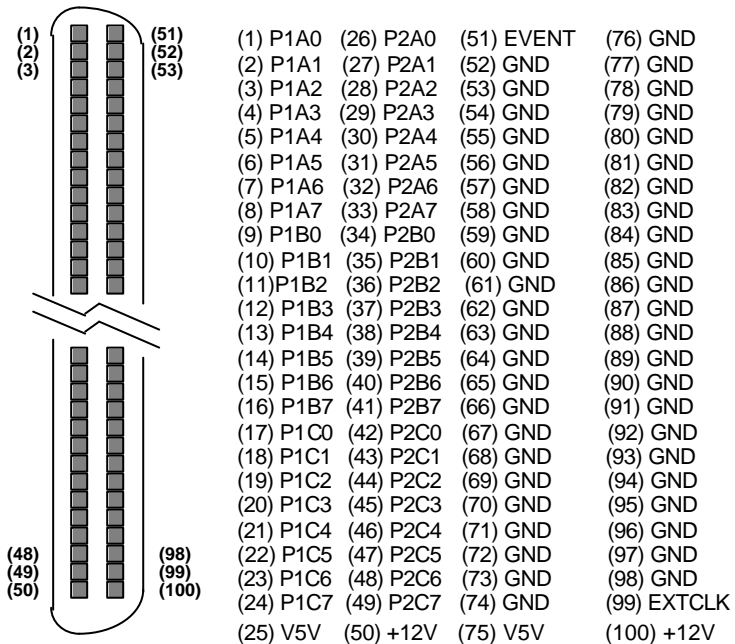 (1) (51)
(2) (52)
(3) (53)
(48) (98)
(49) (99)
(50) (100)
(1) P1A0 (26) P2A0 (51) EVENT (76) GND
(2) P1A1 (27) P2A1 (52) GND (77) GND
(3) P1A2 (28) P2A2 (53) GND (78) GND
(4) P1A3 (29) P2A3 (54) GND (79) GND
(5) P1A4 (30) P2A4 (55) GND (80) GND
(6) P1A5 (31) P2A5 (56) GND (81) GND
(7) P1A6 (32) P2A6 (57) GND (82) GND
(8) P1A7 (33) P2A7 (58) GND (83) GND
(9) P1B0 (34) P2B0 (59) GND (84) GND
(10) P1B1 (35) P2B1 (60) GND (85) GND
(11)P1B2 (36) P2B2 (61) GND (86) GND
(12) P1B3 (37) P2B3 (62) GND (87) GND
(13) P1B4 (38) P2B4 (63) GND (88) GND
(14) P1B5 (39) P2B5 (64) GND (89) GND
(15) P1B6 (40) P2B6 (65) GND (90) GND
(16) P1B7 (41) P2B7 (66) GND (91) GND
(17) P1C0 (42) P2C0 (67) GND (92) GND
(18) P1C1 (43) P2C1 (68) GND (93) GND
(19) P1C2 (44) P2C2 (69) GND (94) GND
(20) P1C3 (45) P2C3 (70) GND (95) GND
(21) P1C4 (46) P2C4 (71) GND (96) GND
(22) P1C5 (47) P2C5 (72) GND (97) GND
(23) P1C6 (48) P2C6 (73) GND (98) GND
(24) P1C7 (49) P2C7 (74) GND (99) EXTCLK
(25) V5V (50) +12V (75) V5V (100) +12V